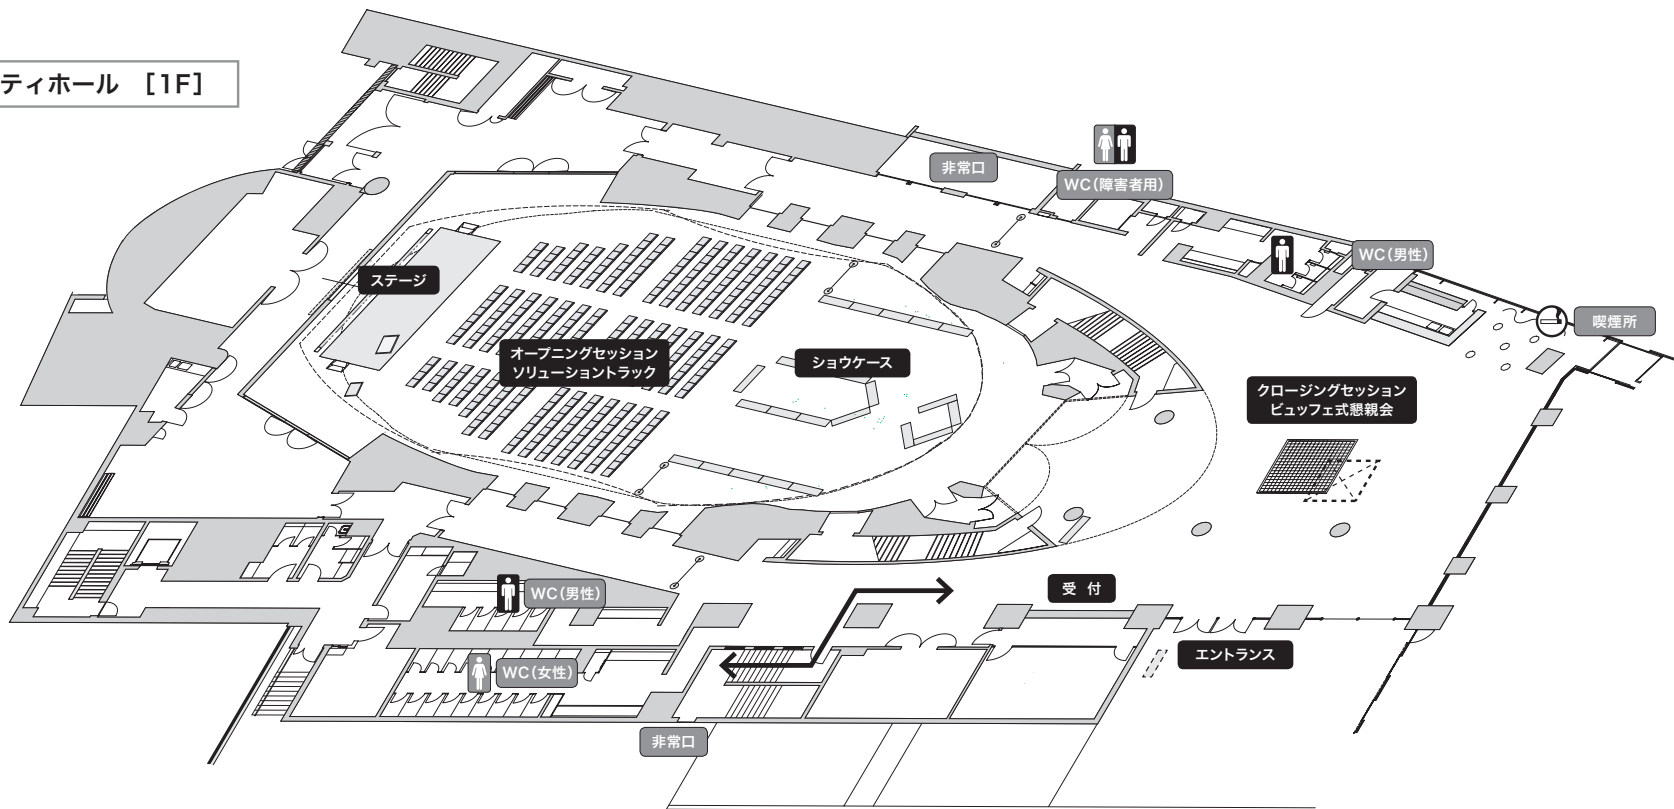 ティホール [1F]
非常口
WC(障害者用)
WC(男性)
ステージ
喫煙所
オープニングセッション
ソリューショントラック
ショウケース
クロージングセッション
ビュッフェ式懇親会
WC(男性)
受 付
エントランス
WC(女性)
非常口